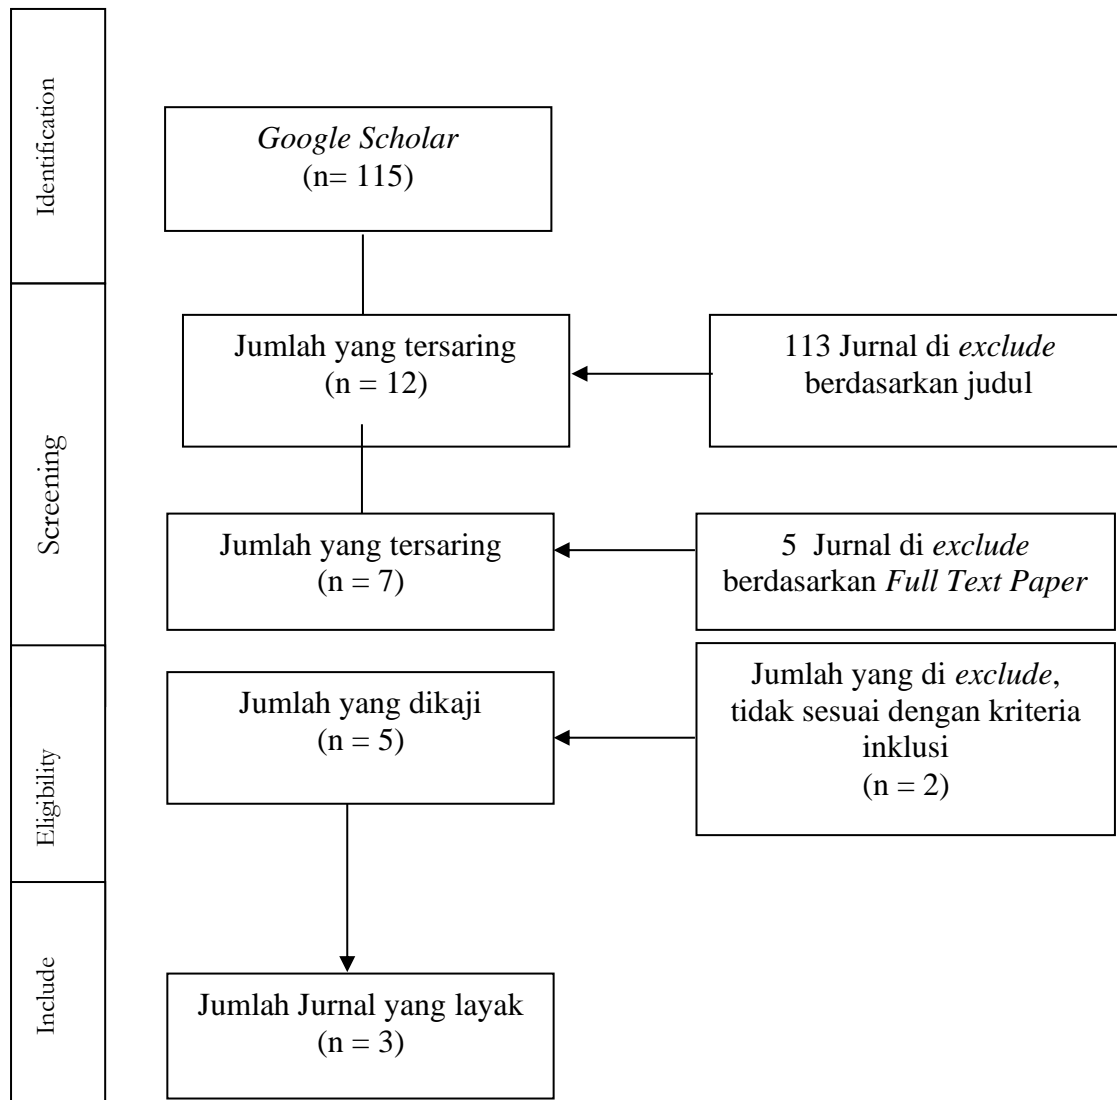 Identification
Google Scholar
(n= 115)
Screening
Jumlah yang tersaring
(n = 12)
113 Jurnal di exclude
berdasarkan judul
Jumlah yang tersaring
(n = 7)
5  Jurnal di exclude
berdasarkan Full Text Paper
Eligibility
Jumlah yang dikaji
(n = 5)
Jumlah yang di exclude,
tidak sesuai dengan kriteria
inklusi
(n = 2)
Include
Jumlah Jurnal yang layak
(n = 3)